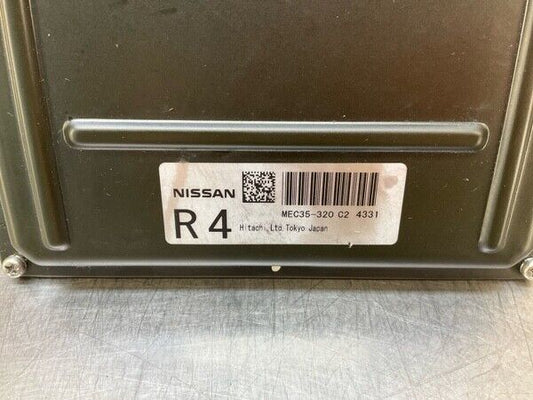 NISSAN
MEC35-320 C2 4331
R4
Hitachi, Ltd. Tokyo Japan